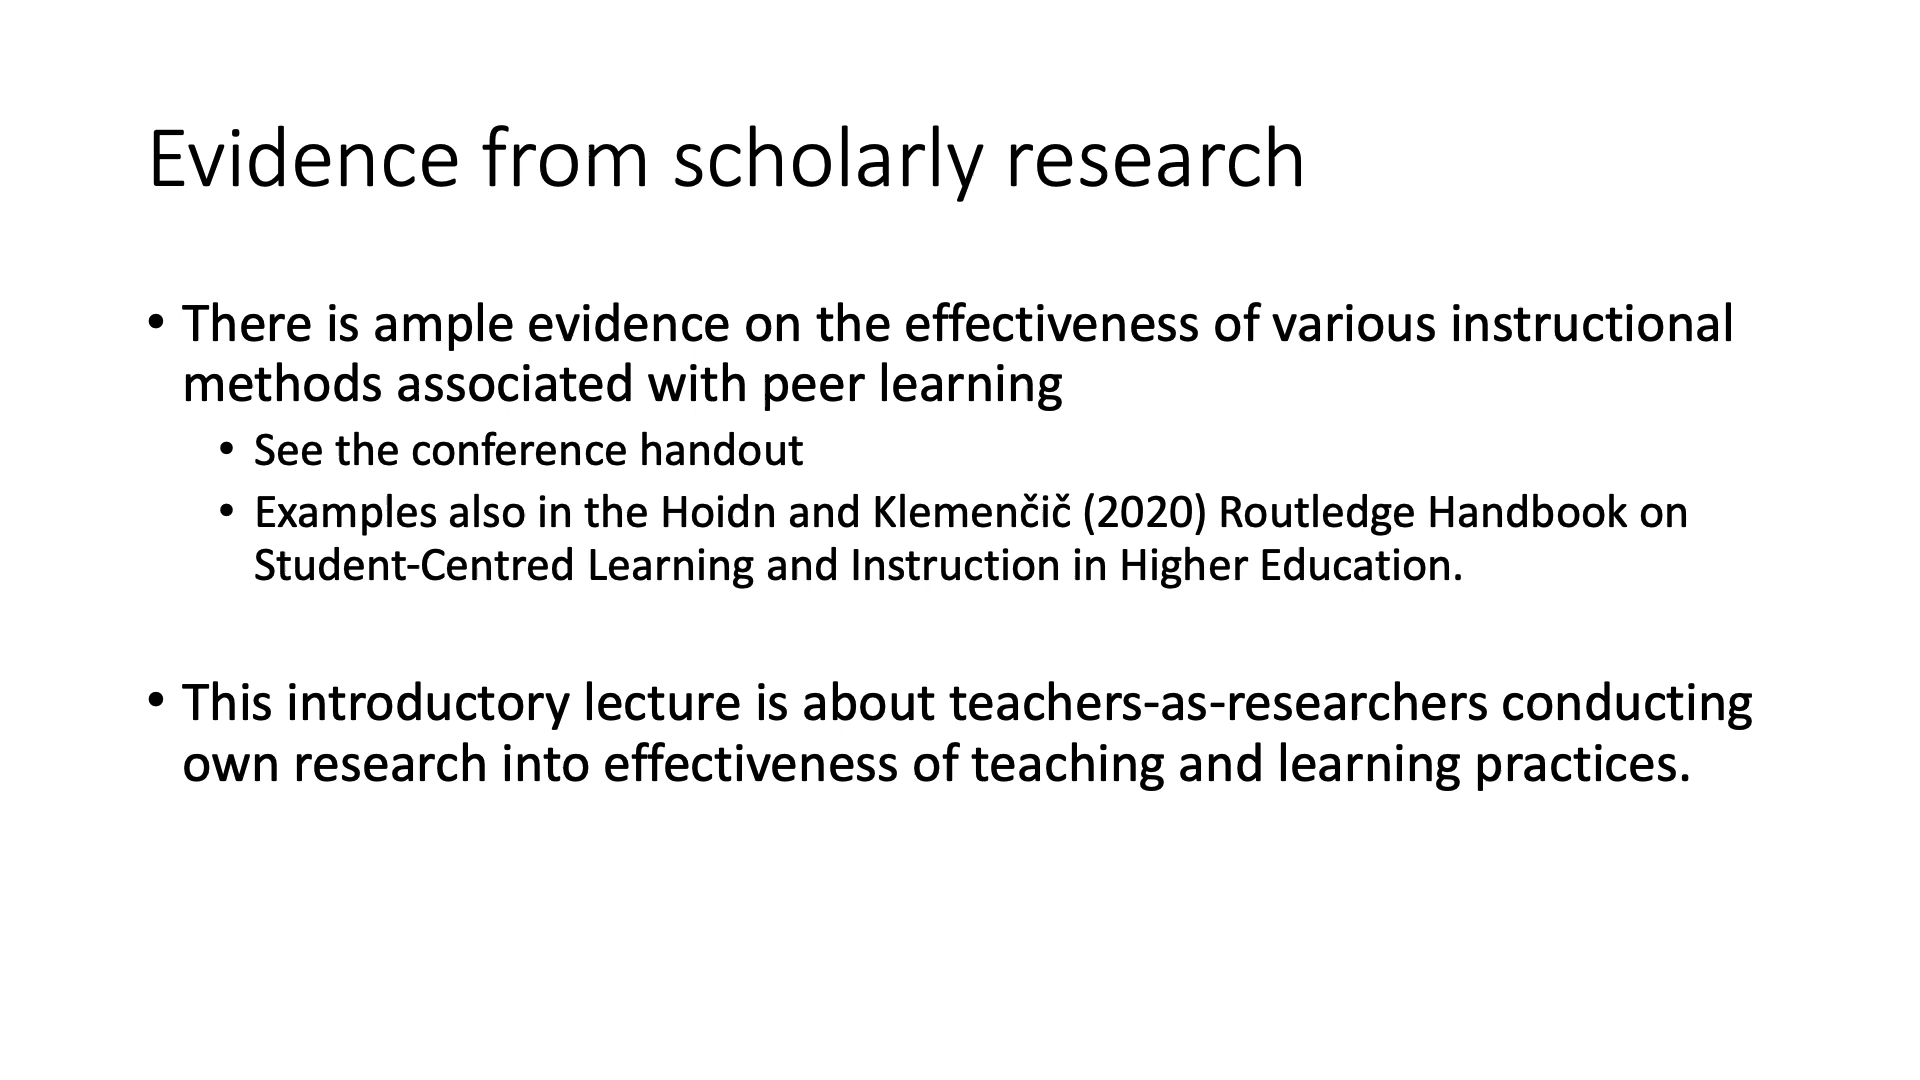 Evidence from scholarly research
• There is ample evidence on the effectiveness of various instructional
methods associated with peer learning
• See the conference handout
• Examples also in the Hoidn and Klemenčič (2020) Routledge Handbook on
Student-Centred Learning and Instruction in Higher Education.
• This introductory lecture is about teachers-as-researchers conducting
own research into effectiveness of teaching and learning practices.